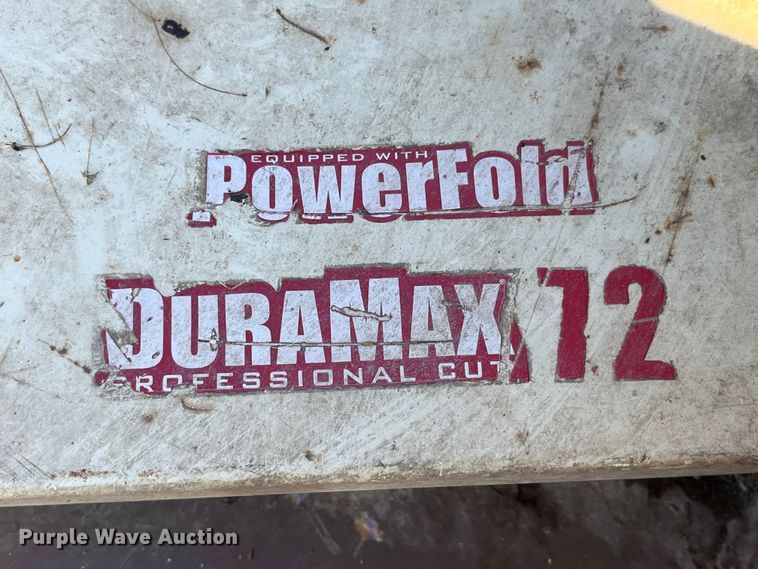 EQUIPPED WITH
PowerFold
DURAMAX 72
PROFESSIONAL CUT
Purple Wave Auction